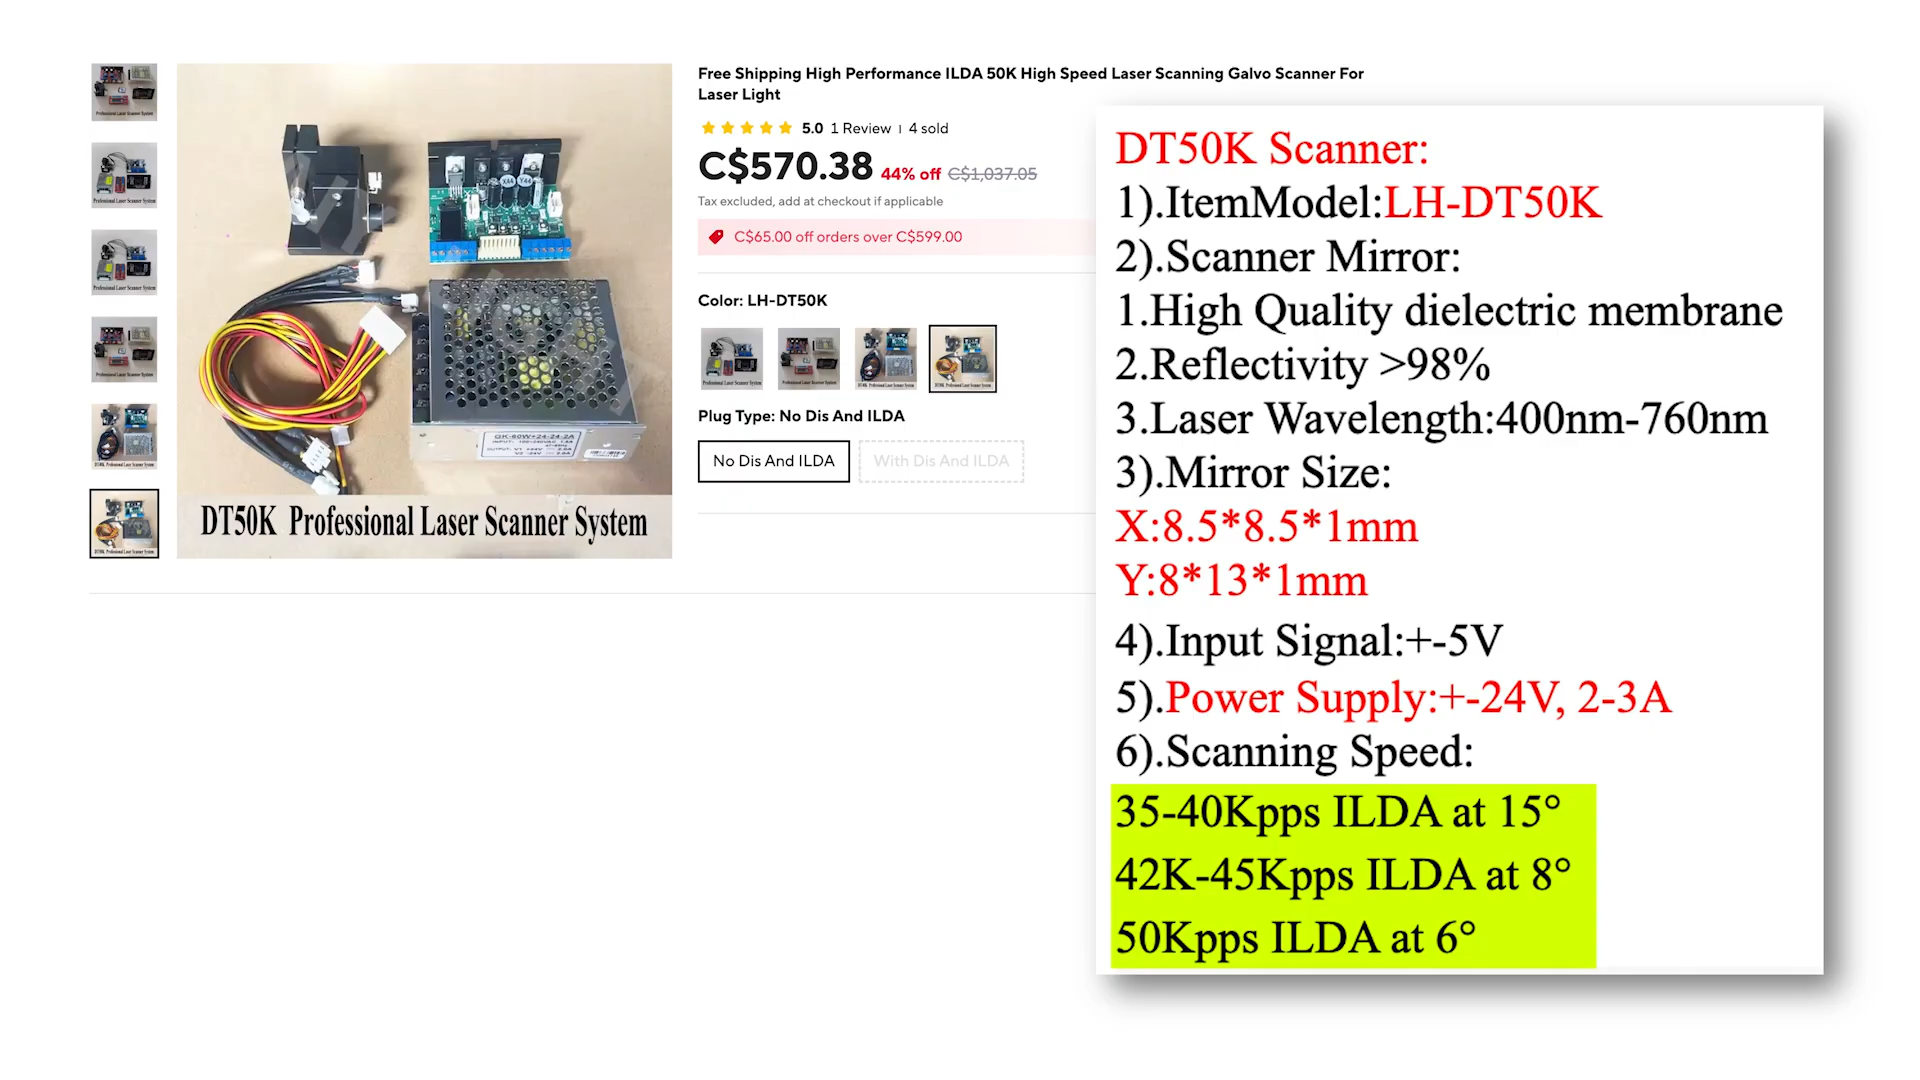 Free Shipping High Performance ILDA 50K High Speed Laser Scanning Galvo Scanner For
Laser Light
5.0 1 Review | 4 sold
C$570.38 44% off C$1,037.05
Tax excluded, add at checkout if applicable
C$65.00 off orders over C$599.00
Color: LH-DT50K
Plug Type: No Dis And ILDA
No Dis And ILDA
With Dis And ILDA
DT50K Professional Laser Scanner System
DT50K Scanner:
1).ItemModel:LH-DT50K
2).Scanner Mirror:
1.High Quality dielectric membrane
2.Reflectivity >98%
3.Laser Wavelength:400nm-760nm
3).Mirror Size:
X:8.5*8.5*1mm
Y:8*13*1mm
4).Input Signal:+-5V
5).Power Supply:+-24V, 2-3A
6).Scanning Speed:
35-40Kpps ILDA at 15°
42K-45Kpps ILDA at 8°
50Kpps ILDA at 6°